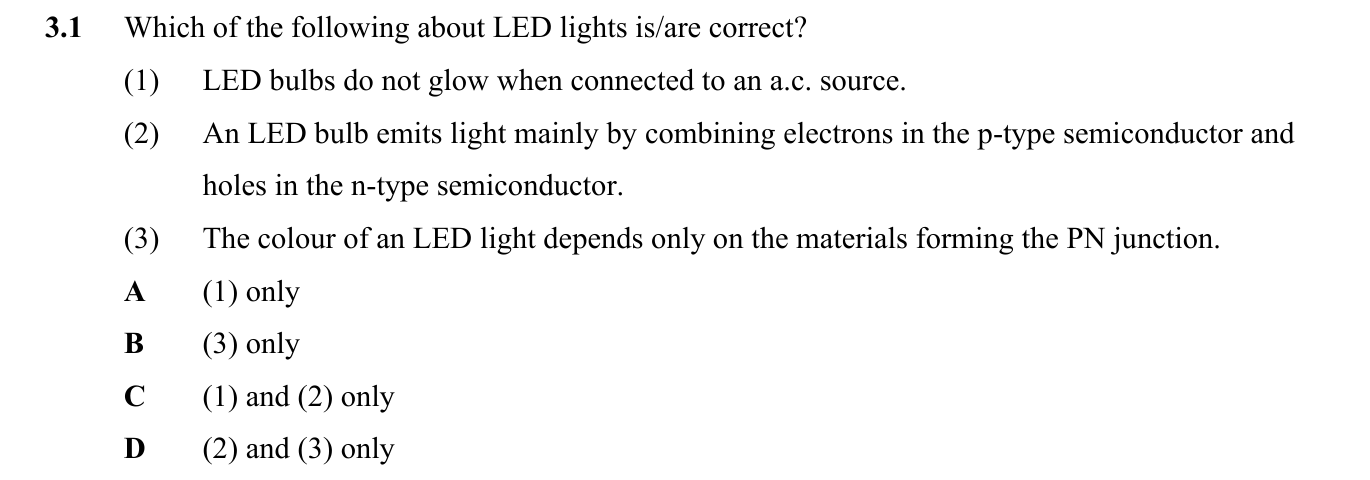 3.1 Which of the following about LED lights is/are correct?
(1) LED bulbs do not glow when connected to an a.c. source.
(2) An LED bulb emits light mainly by combining electrons in the p-type semiconductor and
holes in the n-type semiconductor.
(3) The colour of an LED light depends only on the materials forming the PN junction.
A (1) only
B (3) only
C (1) and (2) only
D (2) and (3) only